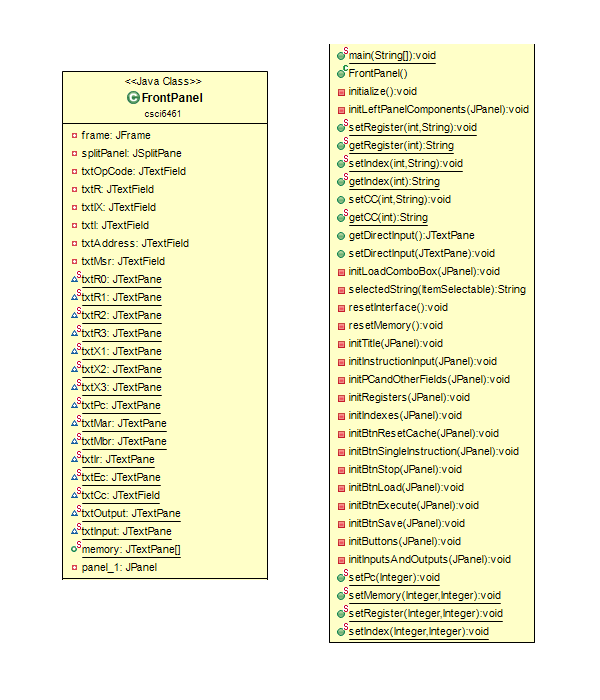 <<Java Class>>
FrontPanel
csci6461
frame: JFrame
splitPanel: JSplitPane
txtOpCode: JTextField
txtR: JTextField
txtIX: JTextField
txtI: JTextField
txtAddress: JTextField
txtMsr: JTextField
txtR0: JTextPane
txtR1: JTextPane
txtR2: JTextPane
txtR3: JTextPane
txtX1: JTextPane
txtX2: JTextPane
txtX3: JTextPane
txtPc: JTextPane
txtMar: JTextPane
txtMbr: JTextPane
txtIr: JTextPane
txtEc: JTextPane
txtCc: JTextField
txtOutput: JTextPane
txtInput: JTextPane
memory: JTextPane[]
panel_1: JPanel
main(String[]):void
FrontPanel()
initialize():void
initLeftPanelComponents(JPanel):void
setRegister(int,String):void
getRegister(int):String
setIndex(int,String):void
getIndex(int):String
setCC(int,String):void
getCC(int):String
getDirectInput():JTextPane
setDirectInput(JTextPane):void
initLoadComboBox(JPanel):void
selectedString(ItemSelectable):String
resetInterface():void
resetMemory():void
initTitle(JPanel):void
initInstructionInput(JPanel):void
initPCandOtherFields(JPanel):void
initRegisters(JPanel):void
initIndexes(JPanel):void
initBtnResetCache(JPanel):void
initBtnSingleInstruction(JPanel):void
initBtnStop(JPanel):void
initBtnLoad(JPanel):void
initBtnExecute(JPanel):void
initBtnSave(JPanel):void
initButtons(JPanel):void
initInputsAndOutputs(JPanel):void
setPc(Integer):void
setMemory(Integer,Integer):void
setRegister(Integer,Integer):void
setIndex(Integer,Integer):void